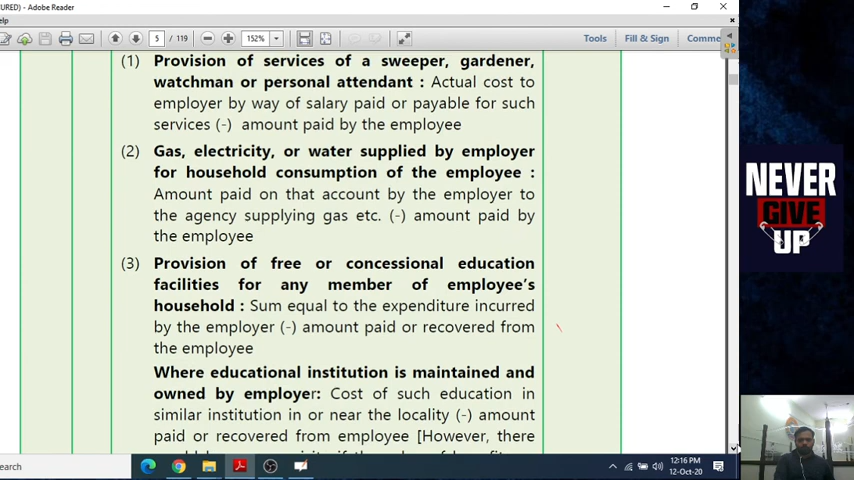 URED) - Adobe Reader
elp
5 / 119
152%
Tools
Fill & Sign
Comme
(1) Provision of services of a sweeper, gardener,
watchman or personal attendant : Actual cost to
employer by way of salary paid or payable for such
services (-) amount paid by the employee
(2) Gas, electricity, or water supplied by employer
for household consumption of the employee :
Amount paid on that account by the employer to
the agency supplying gas etc. (-) amount paid by
the employee
(3) Provision of free or concessional education
facilities for any member of employee's
household : Sum equal to the expenditure incurred
by the employer (-) amount paid or recovered from
the employee
Where educational institution is maintained and
owned by employer: Cost of such education in
similar institution in or near the locality (-) amount
paid or recovered from employee [However, there
NEVER
GIVE
UP
earch
12:16 PM
12-Oct-20